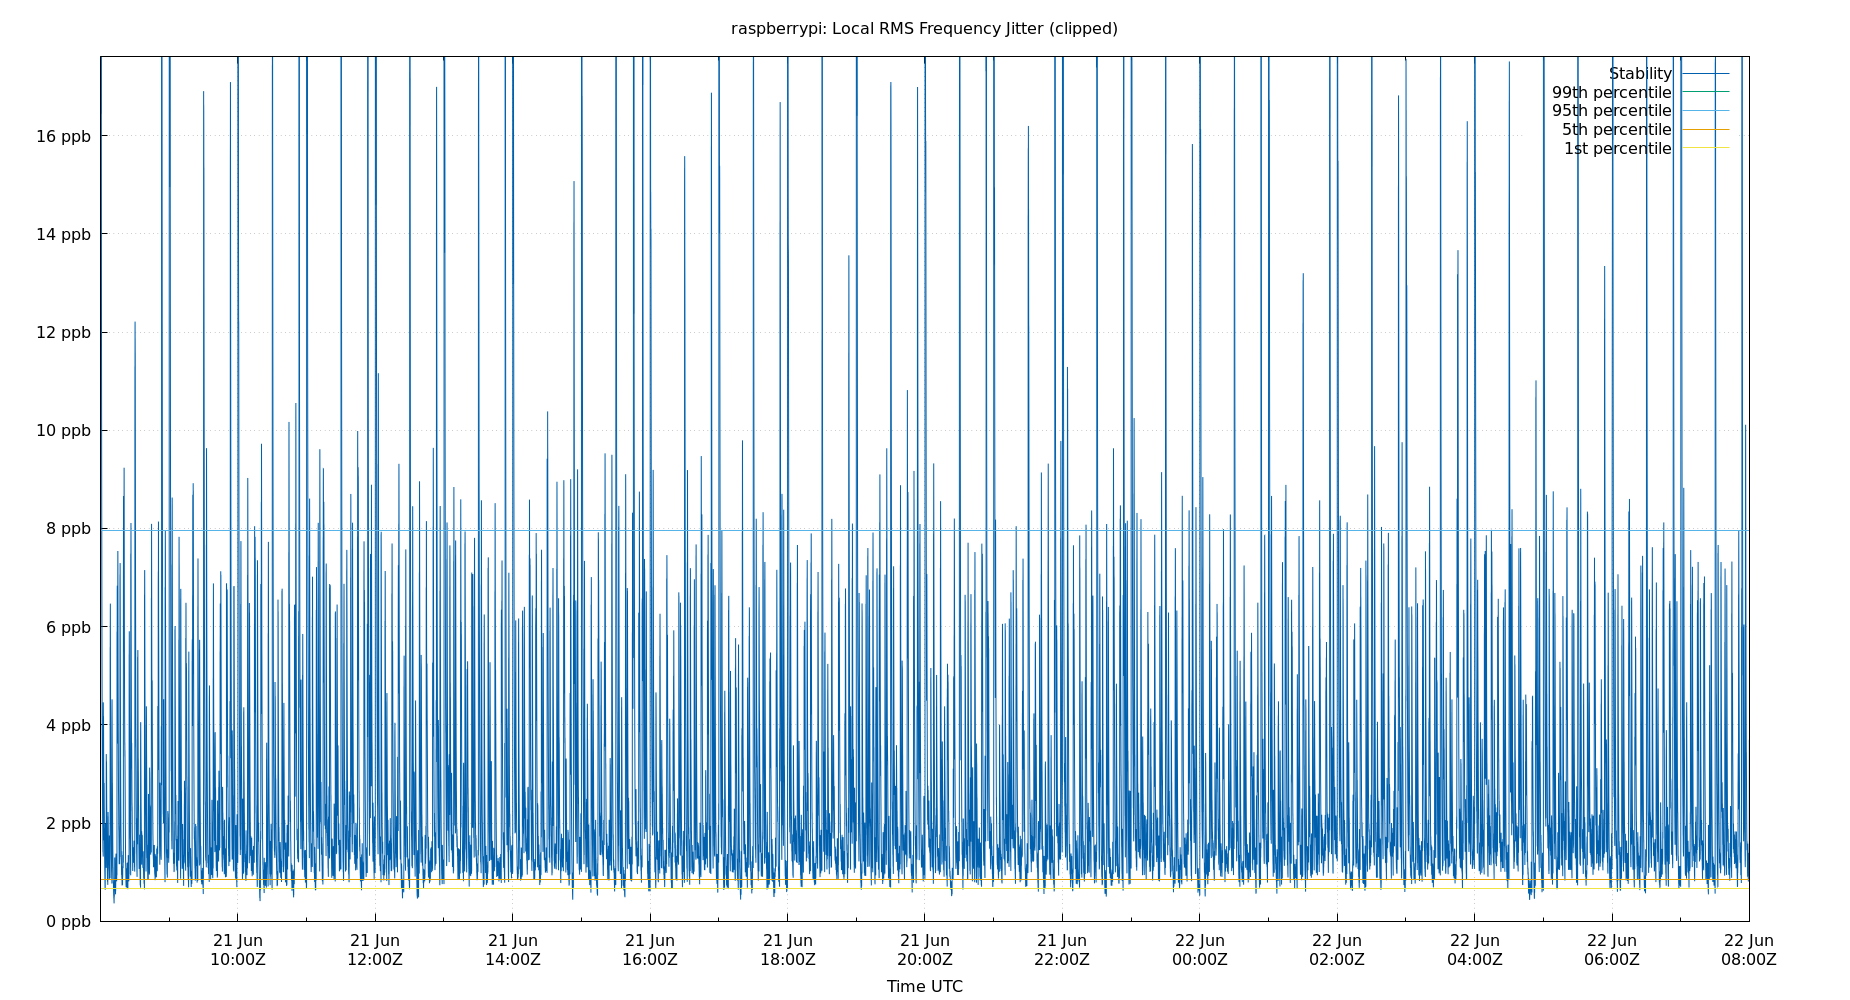 raspberrypi: Local RMS Frequency Jitter (clipped)
Stability
99th percentile
95th percentile
5th percentile
1st percentile
16 ppb
14 ppb
12 ppb
10 ppb
8 ppb
6 ppb
4 ppb
2 ppb
0 ppb
21 Jun 21 Jun 21 Jun 21 Jun 21 Jun 21 Jun 21 Jun 22 Jun 22 Jun 22 Jun 22 Jun 22 Jun
10:00Z 12:00Z 14:00Z 16:00Z 18:00Z 20:00Z 22:00Z 00:00Z 02:00Z 04:00Z 06:00Z 08:00Z
Time UTC